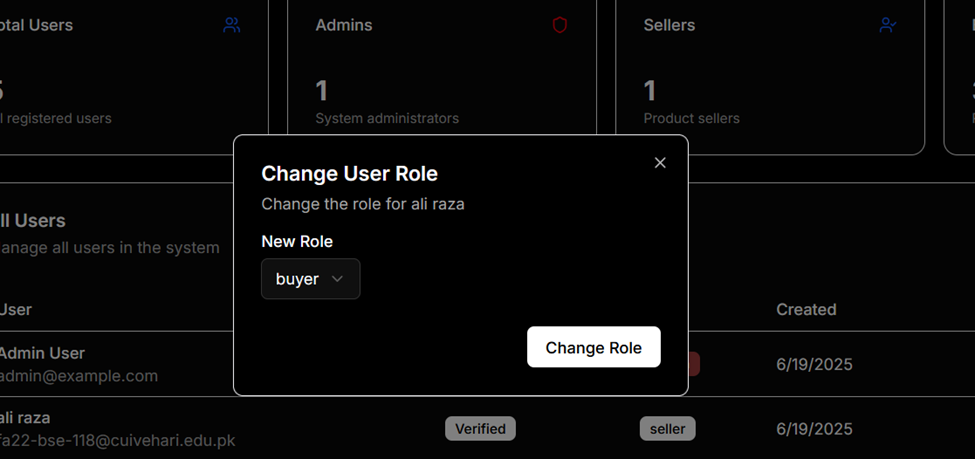 otal Users
Admins
Sellers
1
1
l registered users
System administrators
Product sellers
Change User Role
Change the role for ali raza
ll Users
anage all users in the system
New Role
buyer
User
Created
Change Role
Admin User
admin@example.com
6/19/2025
ali raza
fa22-bse-118@cuivehari.edu.pk
Verified
seller
6/19/2025